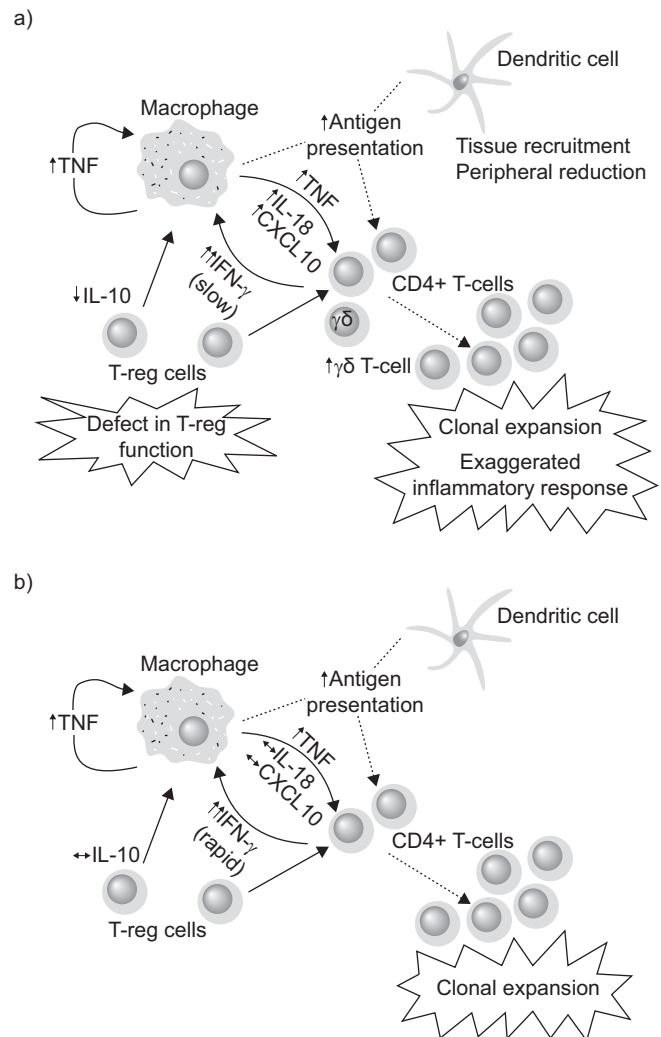 a)
Dendritic cell
Macrophage
↑Antigen
presentation
Tissue recruitment
Peripheral reduction
↑TNF
↑TNF
↑IL-18
↑CXCL10
↑↑IFN-γ
(slow)
↓IL-10
CD4+ T-cells
γδ
T-reg cells
↑γδ T-cell
Defect in T-reg
function
Clonal expansion
Exaggerated
inflammatory response
b)
Dendritic cell
Macrophage
↑Antigen
presentation
↑TNF
↑TNF
↔IL-18
↔CXCL10
↑↑IFN-γ
(rapid)
CD4+ T-cells
↔IL-10
T-reg cells
Clonal expansion